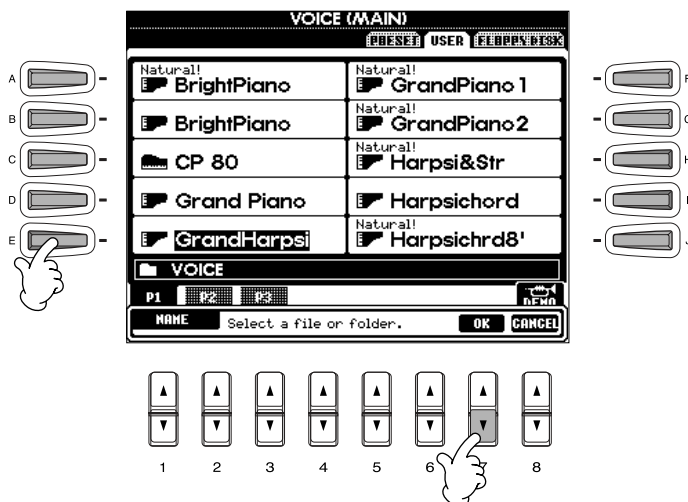 VOICE (MAIN)
PRESET USER FLOPPY DISK
A
B
C
D
E
Natural!
BrightPiano
BrightPiano
CP 80
Grand Piano
GrandHarpsi
Natural!
GrandPiano 1
Natural!
GrandPiano2
Natural!
Harpsi&Str
Harpsichord
Natural!
Harpsichrd8'
VOICE
P1 P2 P3
DEMO
NAME Select a file or folder. OK CANCEL
1 2 3 4 5 6 8